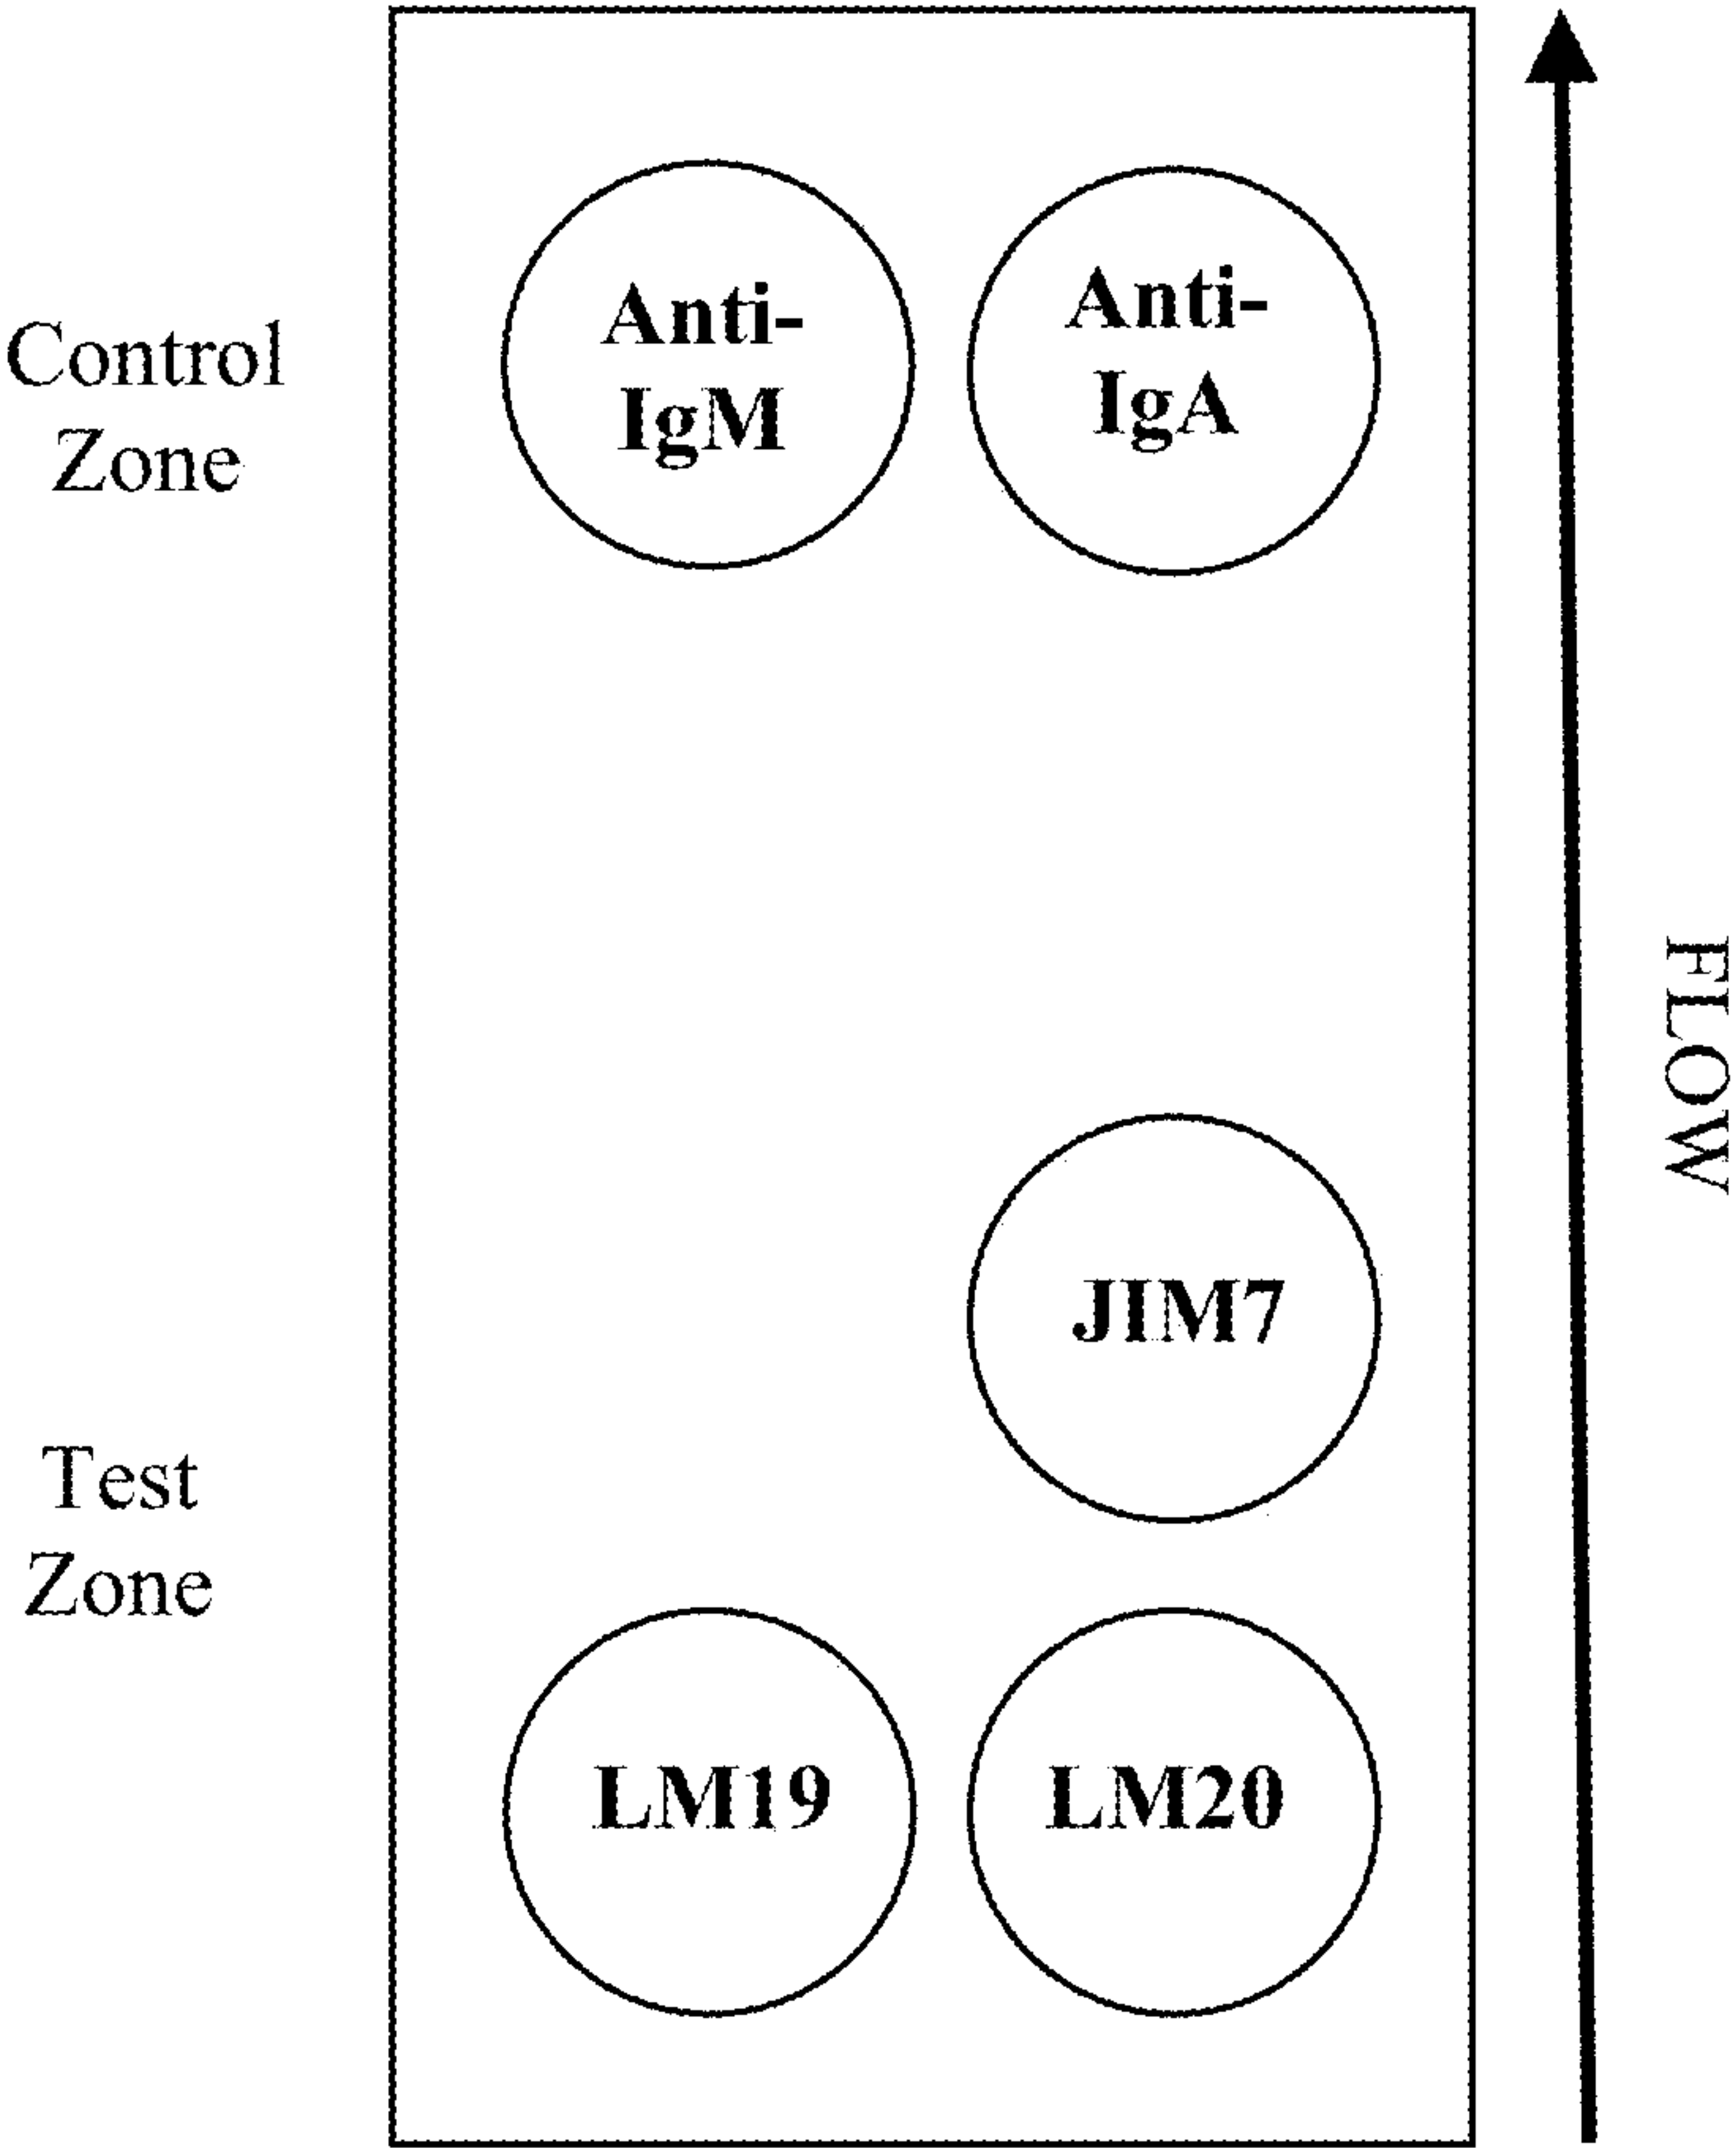 Control
Zone
Anti-
IgM
Anti-
IgA
FLOW
JIM7
Test
Zone
LM19
LM20